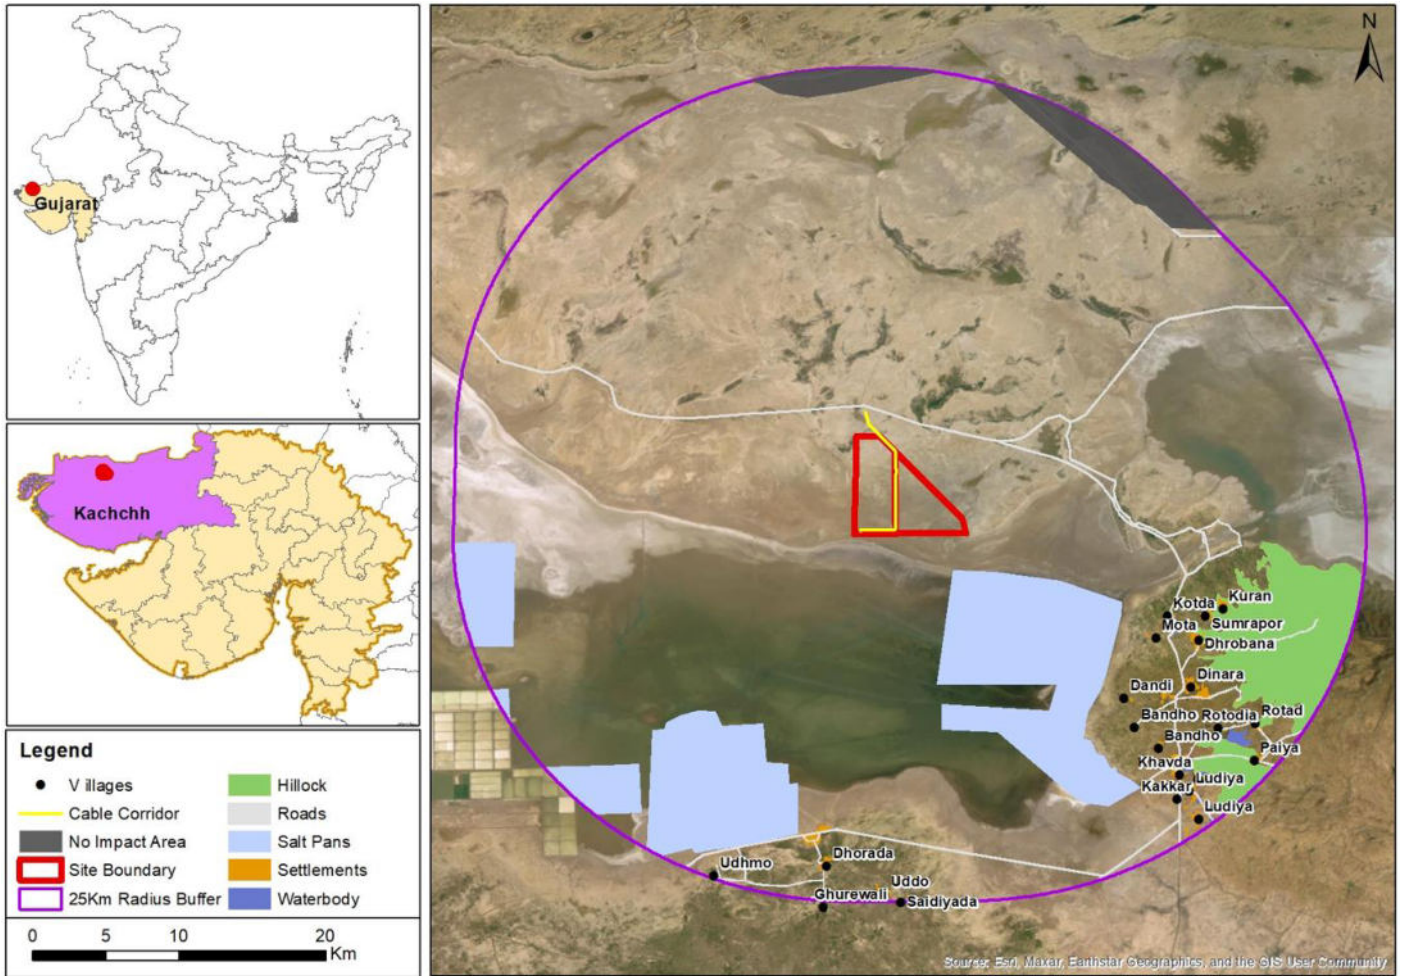 Gujarat
Kachchh
Legend
V illages
Cable Corridor
No Impact Area
Site Boundary
25Km Radius Buffer
Hillock
Roads
Salt Pans
Settlements
Waterbody
0 5 10 20
Km
N
Kotda
Kuran
Sumrapor
Mota
Dhrobana
Dinara
Dandi
Bandho
Rotodia
Rotad
Bandho
Paiya
Khavda
Ludiya
Kakkar
Ludiya
Udhmo
Dhorada
Uddo
Ghurewali
Saidiyada
Source: Esri, Maxar, Earthstar Geographics, and the GIS User Community